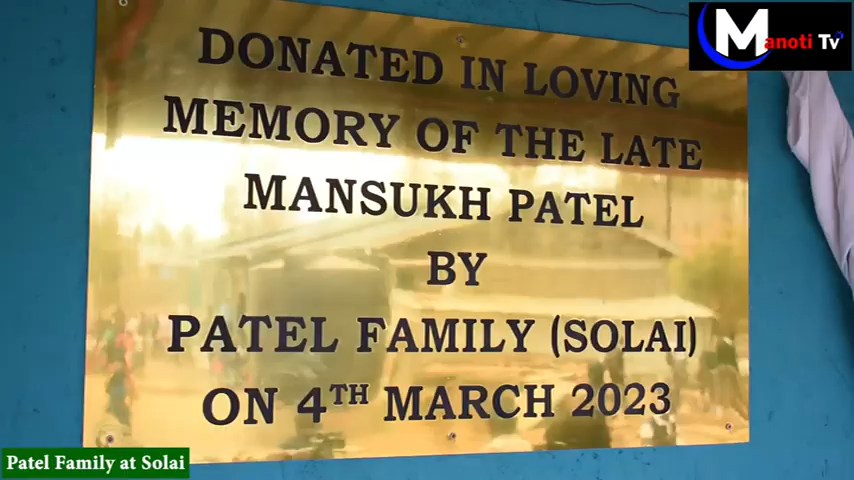 Manoti Tv
DONATED IN LOVING
MEMORY OF THE LATE
MANSUKH PATEL
BY
PATEL FAMILY (SOLAI)
ON 4TH MARCH 2023
Patel Family at Solai